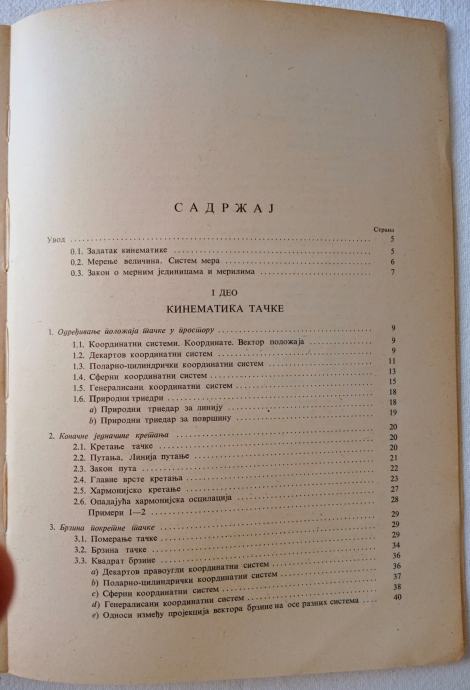 САДРЖАЈ
Страна
Увод 5
0.1. Задатак кинематике 5
0.2. Мерење величина. Систем мера 6
0.3. Закон о мерним јединицама и мерилима 7
I ДЕО
КИНЕМАТИКА ТАЧКЕ
1. Одређивање положаја тачке у простору 9
1.1. Координатни системи. Координате. Вектор положаја 9
1.2. Декартов координатни систем 9
1.3. Поларно-цилиндрички координатни систем 11
1.4. Сферни координатни систем 13
1.5. Генералисани координатни систем 15
1.6. Природни триедри 18
a) Природни триедар за линију 18
b) Природни триедар за површину 19
2. Коначне једначине кретања 20
2.1. Кретање тачке 20
2.2. Путања, Линија путање 21
2.3. Закон пута 22
2.4. Главне врсте кретања 23
2.5. Хармонијско кретање 27
2.6. Опадајућа хармонијска осцилација 28
Примери 1—2
3. Брзина покретне тачке 29
3.1. Померање тачке 29
3.2. Брзина тачке 34
3.3. Квадрат брзине 36
a) Декартов правоугли координатни систем 36
b) Поларно-цилиндрички координатни систем 37
c) Сферни координатни систем 38
d) Генералисани координатни систем 40
e) Односи између пројекција вектора брзине на осе разних система